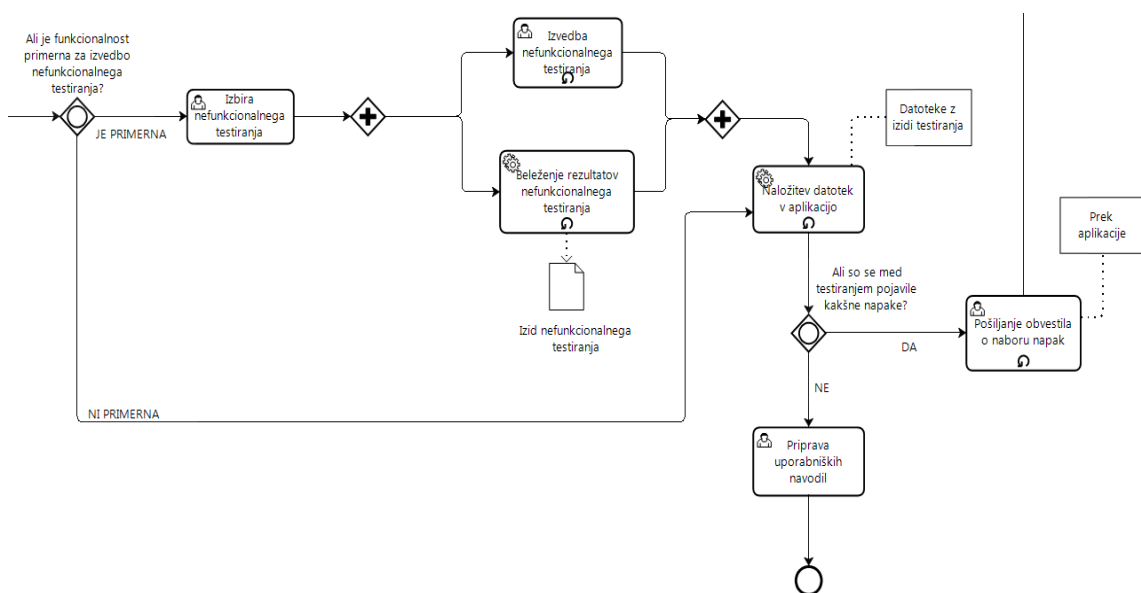 Ali je funkcionalnost
primerna za izvedbo
nefunkcionalnega
testiranja?
JE PRIMERNA
Izbira
nefunkcionalnega
testiranja
Izvedba
nefunkcionalnega
testiranja
Beleženje rezultatov
nefunkcionalnega
testiranja
Izid nefunkcionalnega
testiranja
Datoteke z
izidi testiranja
Naložitev datotek
v aplikacijo
Prek
aplikacije
Ali so se med
testiranjem pojavile
kakšne napake?
DA
Pošiljanje obvestila
o naboru napak
NE
NI PRIMERNA
Priprava
uporabniških
navodil